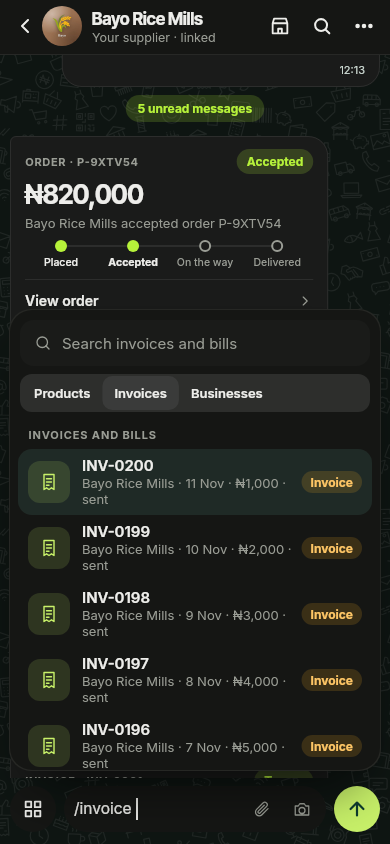 Bayo Rice Mills
Your supplier · linked
12:13
5 unread messages
ORDER · P-9XTV54
Accepted
₦820,000
Bayo Rice Mills accepted order P-9XTV54
Placed Accepted On the way Delivered
View order
Search invoices and bills
Products Invoices Businesses
INVOICES AND BILLS
INV-0200
Bayo Rice Mills · 11 Nov · ₦1,000 ·
sent
Invoice
INV-0199
Bayo Rice Mills · 10 Nov · ₦2,000 ·
sent
Invoice
INV-0198
Bayo Rice Mills · 9 Nov · ₦3,000 ·
sent
Invoice
INV-0197
Bayo Rice Mills · 8 Nov · ₦4,000 ·
sent
Invoice
INV-0196
Bayo Rice Mills · 7 Nov · ₦5,000 ·
sent
Invoice
/invoice